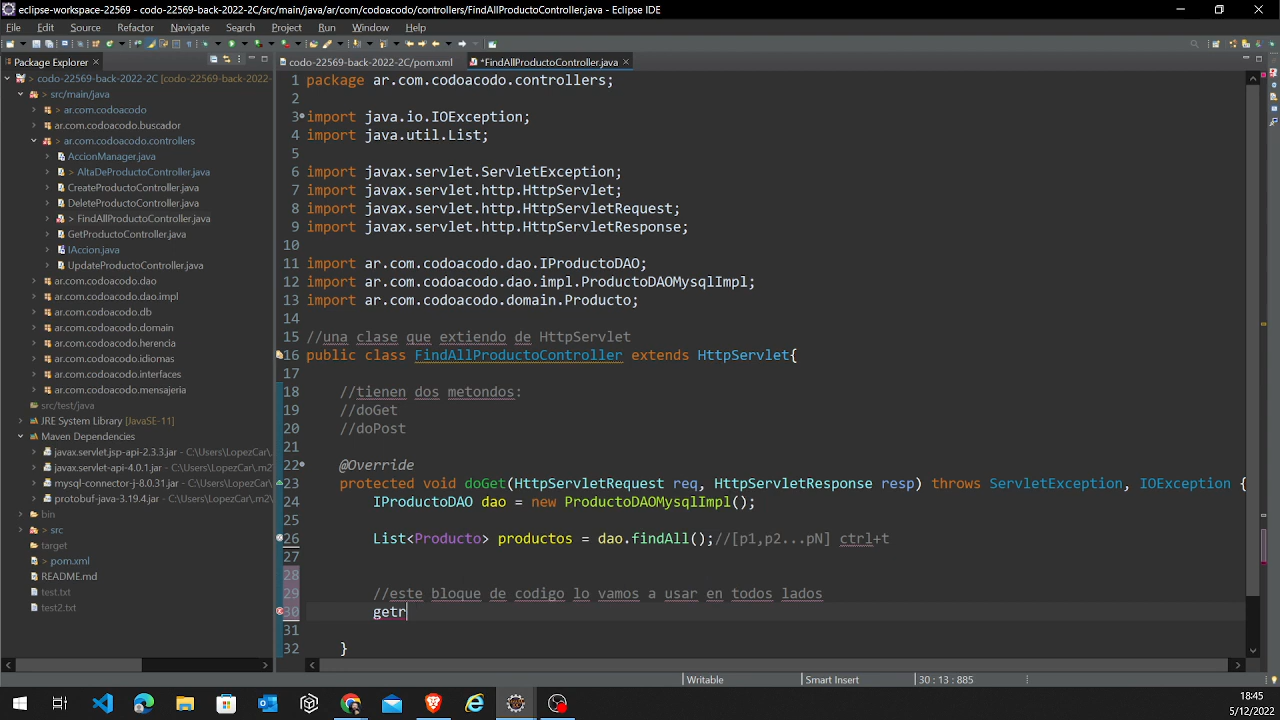 eclipse-workspace-22569 - codo-22569-back-2022-2C/src/main/java/ar/com/codoacodo/controllers/FindAllProductoController.java - Eclipse IDE
File Edit Source Refactor Navigate Search Project Run Window Help
Package Explorer
codo-22569-back-2022-2C/pom.xml
*FindAllProductoController.java
> codo-22569-back-2022-2C [codo-22569-back-2022-
> src/main/java
> ar.com.codoacodo
ar.com.codoacodo.buscador
> ar.com.codoacodo.controllers
AccionManager.java
> AltaDeProductoController.java
CreateProductoController.java
DeleteProductoController.java
> FindAllProductoController.java
GetProductoController.java
IAccion.java
UpdateProductoController.java
ar.com.codoacodo.dao
ar.com.codoacodo.dao.impl
ar.com.codoacodo.db
ar.com.codoacodo.domain
ar.com.codoacodo.herencia
ar.com.codoacodo.idiomas
ar.com.codoacodo.interfaces
ar.com.codoacodo.mensajeria
src/test/java
JRE System Library [JavaSE-11]
Maven Dependencies
javax.servlet.jsp-api-2.3.3.jar - C:\Users\LopezCar\.m2\
javax.servlet-api-4.0.1.jar - C:\Users\LopezCar\.m2\
mysql-connector-j-8.0.31.jar - C:\Users\LopezCar\
protobuf-java-3.19.4.jar - C:\Users\LopezCar\.m2\
bin
> src
target
> pom.xml
README.md
test.txt
test2.txt
1 package ar.com.codoacodo.controllers;
2
3 import java.io.IOException;
4 import java.util.List;
5
6 import javax.servlet.ServletException;
7 import javax.servlet.http.HttpServlet;
8 import javax.servlet.http.HttpServletRequest;
9 import javax.servlet.http.HttpServletResponse;
10
11 import ar.com.codoacodo.dao.IProductoDAO;
12 import ar.com.codoacodo.dao.impl.ProductoDAOMysqlImpl;
13 import ar.com.codoacodo.domain.Producto;
14
15 //una clase que extiendo de HttpServlet
16 public class FindAllProductoController extends HttpServlet{
17
18 //tienen dos metondos:
19 //doGet
20 //doPost
21
22 @Override
23 protected void doGet(HttpServletRequest req, HttpServletResponse resp) throws ServletException, IOException {
24 IProductoDAO dao = new ProductoDAOMysqlImpl();
25
26 List<Producto> productos = dao.findAll();//[p1,p2...pN] ctrl+t
27
28
29 //este bloque de codigo lo vamos a usar en todos lados
30 getr
31
32 }
Writable Smart Insert 30 : 13 : 885
18:45
5/12/2022